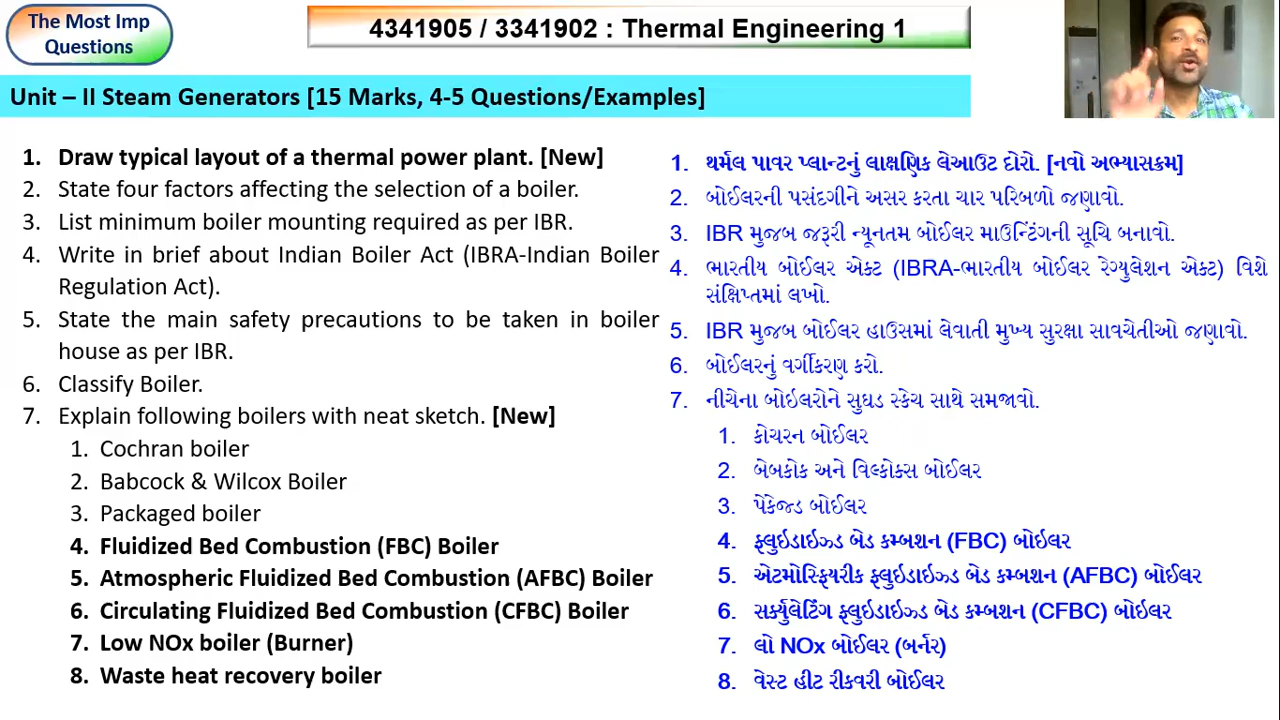 The Most Imp
Questions
4341905 / 3341902 : Thermal Engineering 1
Unit – II Steam Generators [15 Marks, 4-5 Questions/Examples]
1. Draw typical layout of a thermal power plant. [New]
2. State four factors affecting the selection of a boiler.
3. List minimum boiler mounting required as per IBR.
4. Write in brief about Indian Boiler Act (IBRA-Indian Boiler
Regulation Act).
5. State the main safety precautions to be taken in boiler
house as per IBR.
6. Classify Boiler.
7. Explain following boilers with neat sketch. [New]
1. Cochran boiler
2. Babcock & Wilcox Boiler
3. Packaged boiler
4. Fluidized Bed Combustion (FBC) Boiler
5. Atmospheric Fluidized Bed Combustion (AFBC) Boiler
6. Circulating Fluidized Bed Combustion (CFBC) Boiler
7. Low NOx boiler (Burner)
8. Waste heat recovery boiler
1. થર્મલ પાવર પ્લાન્ટનું લાક્ષણિક લેઆઉટ દોરો. [નવો અભ્યાસક્રમ]
2. બોઈલરની પસંદગીને અસર કરતા ચાર પરિબળો જણાવો.
3. IBR મુજબ જરૂરી ન્યૂનતમ બોઈલર માઉન્ટિંગની સૂચિ બનાવો.
4. ભારતીય બોઈલર એક્ટ (IBRA-ભારતીય બોઈલર રેગ્યુલેશન એક્ટ) વિશે
સંક્ષિપ્તમાં લખો.
5. IBR મુજબ બોઈલર હાઉસમાં લેવાતી મુખ્ય સુરક્ષા સાવચેતીઓ જણાવો.
6. બોઈલરનું વર્ગીકરણ કરો.
7. નીચેના બોઇલરોને સુઘડ સ્કેચ સાથે સમજાવો.
1. કોચરન બોઈલર
2. બેબકોક અને વિલ્કોક્સ બોઈલર
3. પેકેજ્ડ બોઈલર
4. ફ્લુઇડાઇઝ્ડ બેડ કમ્બશન (FBC) બોઈલર
5. એટમોસ્ફિયરીક ફ્લુઇડાઇઝ્ડ બેડ કમ્બશન (AFBC) બોઈલર
6. સર્ક્યુલેટિંગ ફ્લુઇડાઇઝ્ડ બેડ કમ્બશન (CFBC) બોઈલર
7. લો NOx બોઈલર (બર્નર)
8. વેસ્ટ હીટ રીકવરી બોઈલર